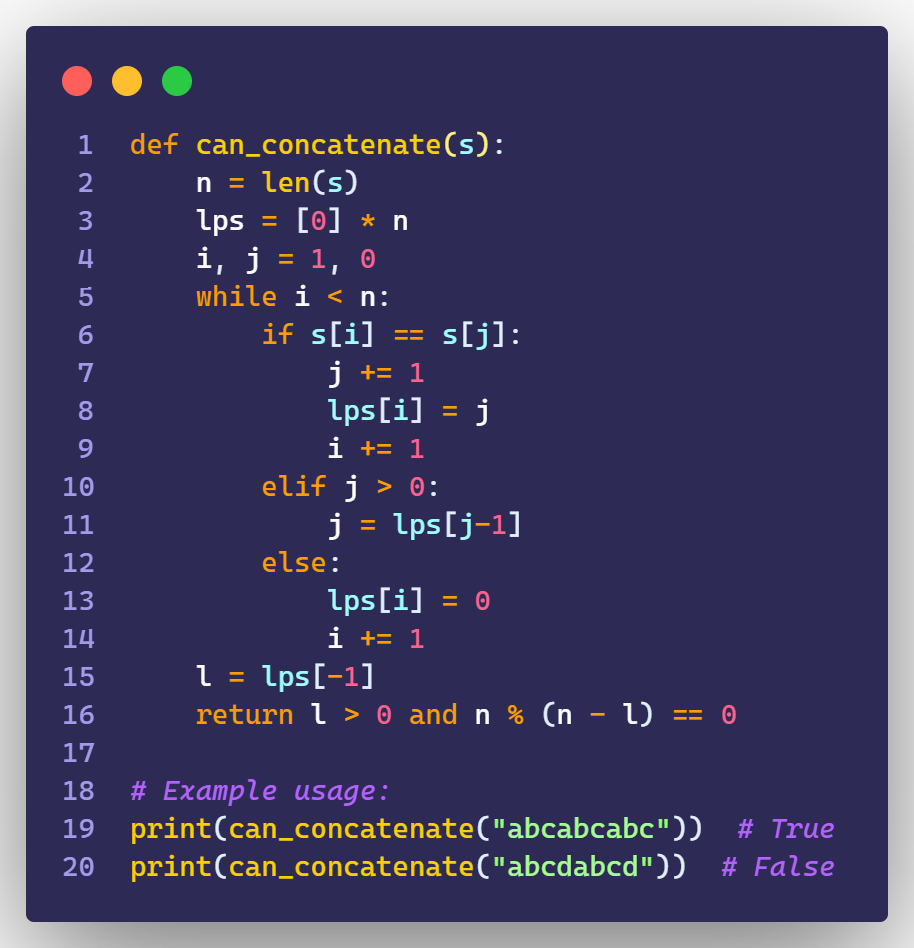 1 def can_concatenate(s):
2     n = len(s)
3     lps = [0] * n
4     i, j = 1, 0
5     while i < n:
6         if s[i] == s[j]:
7             j += 1
8             lps[i] = j
9             i += 1
10         elif j > 0:
11             j = lps[j-1]
12         else:
13             lps[i] = 0
14             i += 1
15     l = lps[-1]
16     return l > 0 and n % (n - l) == 0
17
18 # Example usage:
19 print(can_concatenate("abcabcabc"))  # True
20 print(can_concatenate("abcdabcd"))  # False